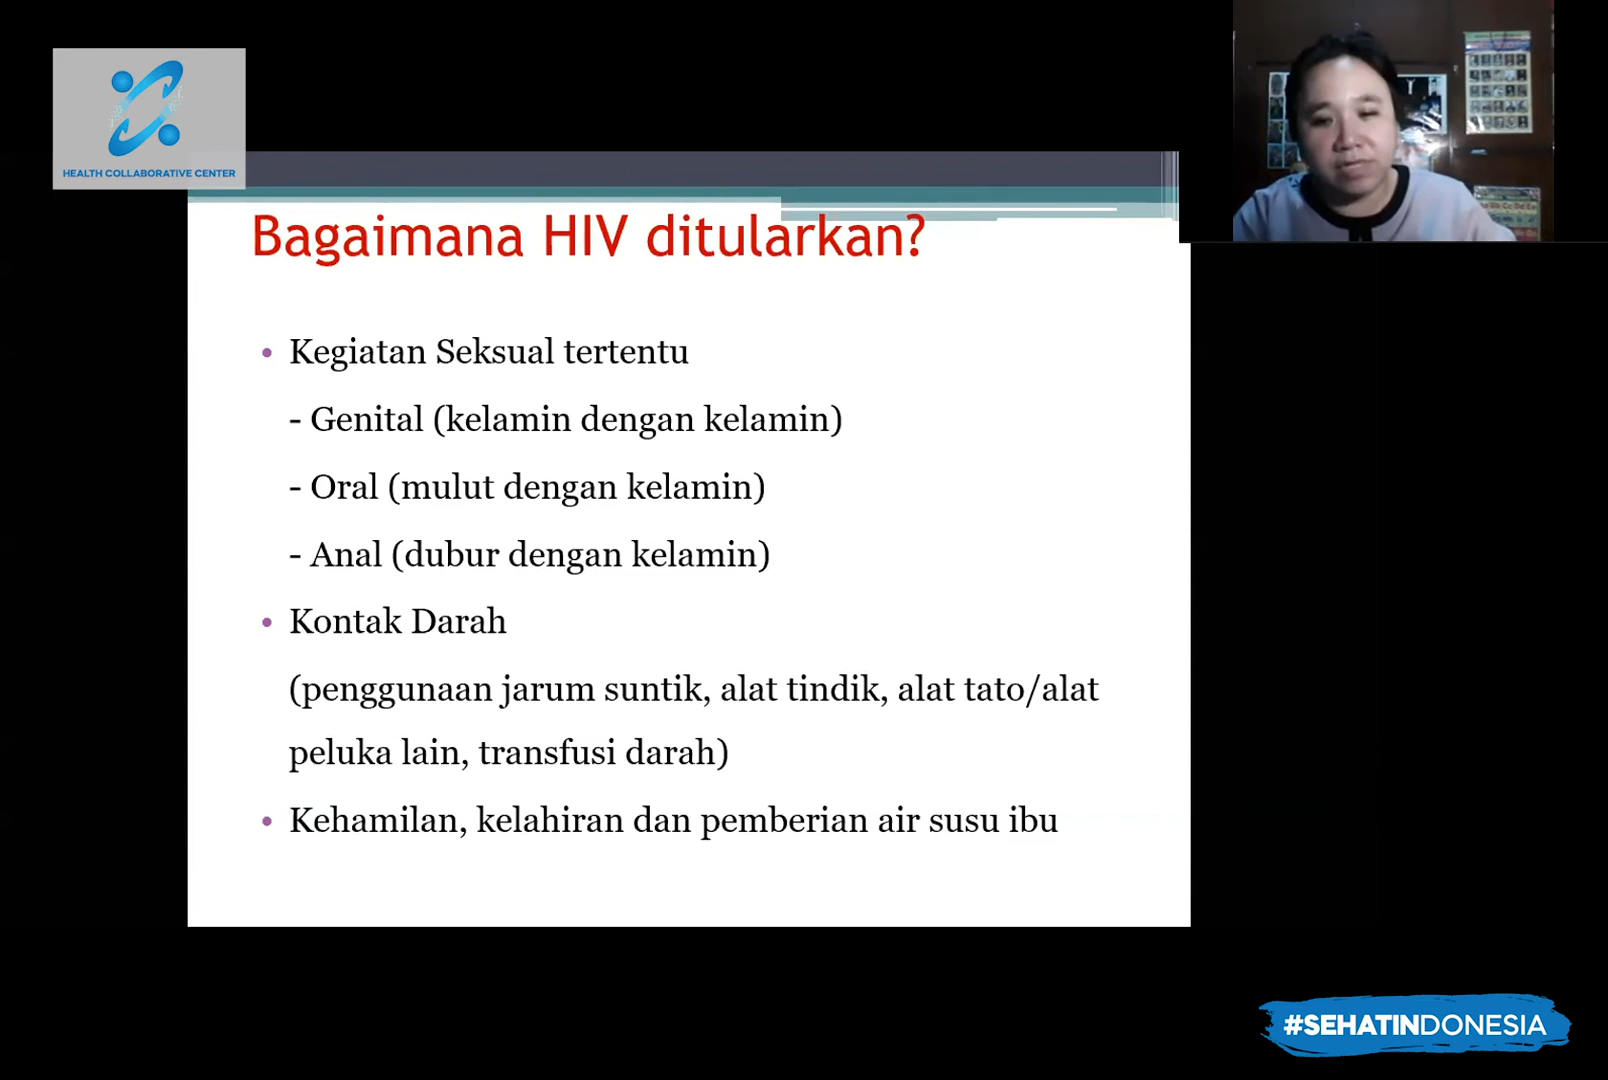 HEALTH COLLABORATIVE CENTER
Bagaimana HIV ditularkan?
• Kegiatan Seksual tertentu
- Genital (kelamin dengan kelamin)
- Oral (mulut dengan kelamin)
- Anal (dubur dengan kelamin)
• Kontak Darah
(penggunaan jarum suntik, alat tindik, alat tato/alat
peluka lain, transfusi darah)
• Kehamilan, kelahiran dan pemberian air susu ibu
#SEHATINDONESIA